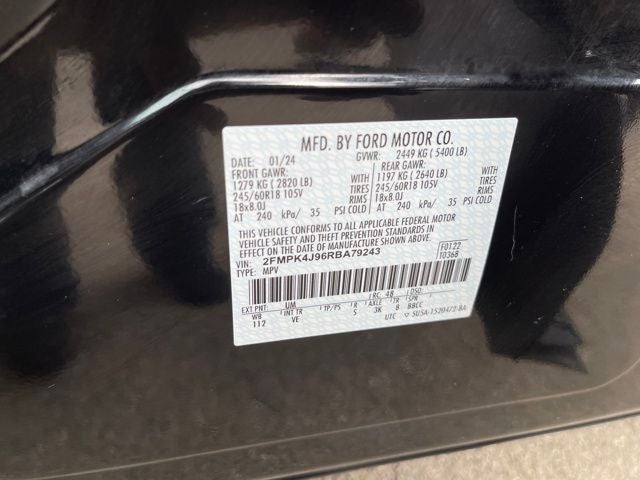 MFD. BY FORD MOTOR CO.
DATE: 01/24 GVWR: 2449 KG ( 5400 LB)
FRONT GAWR: REAR GAWR:
1279 KG ( 2820 LB) WITH 1197 KG ( 2640 LB) WITH
245/60R18 105V TIRES 245/60R18 105V TIRES
18x8.0J RIMS 18x8.0J RIMS
AT 240 kPa/ 35 PSI COLD AT 240 kPa/ 35 PSI COLD
THIS VEHICLE CONFORMS TO ALL APPLICABLE FEDERAL MOTOR
VEHICLE SAFETY AND THEFT PREVENTION STANDARDS IN
EFFECT ON THE DATE OF MANUFACTURE SHOWN ABOVE.
VIN: 2FMPK4J96RBA79243 F0122
TYPE: MPV T0368
EXT PNT: UM RC: 48 DSO:
WB INT TR TP/PS R AXLE TR SPR
112 VE S 3K 8 BBCC
UTC